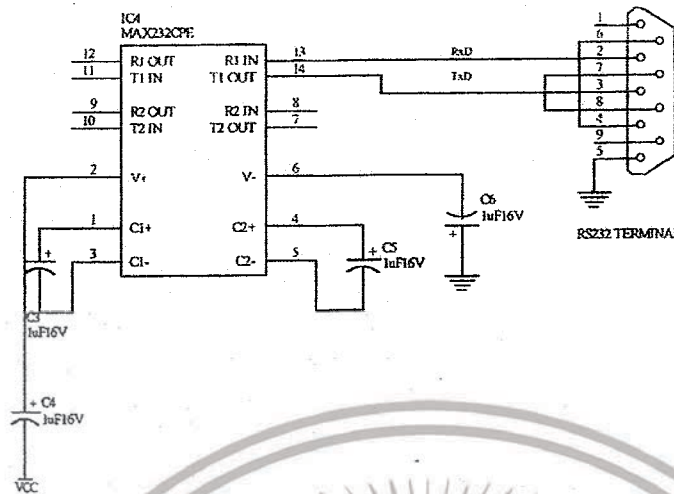 IC4
MAX232CPE
12 R1 OUT R1 IN 13 RxD
11 T1 IN T1 OUT 14 TxD
9 R2 OUT R2 IN 8
10 T2 IN T2 OUT 7
2 V+ V- 6
1 C1+ C2+ 4
3 C1- C2- 5
+
C3
1uF16V
+ C4
1uF16V
VCC
+ C5
1uF16V
C6
1uF16V
+
1
6
2
7
3
8
4
9
5
RS232 TERMINA